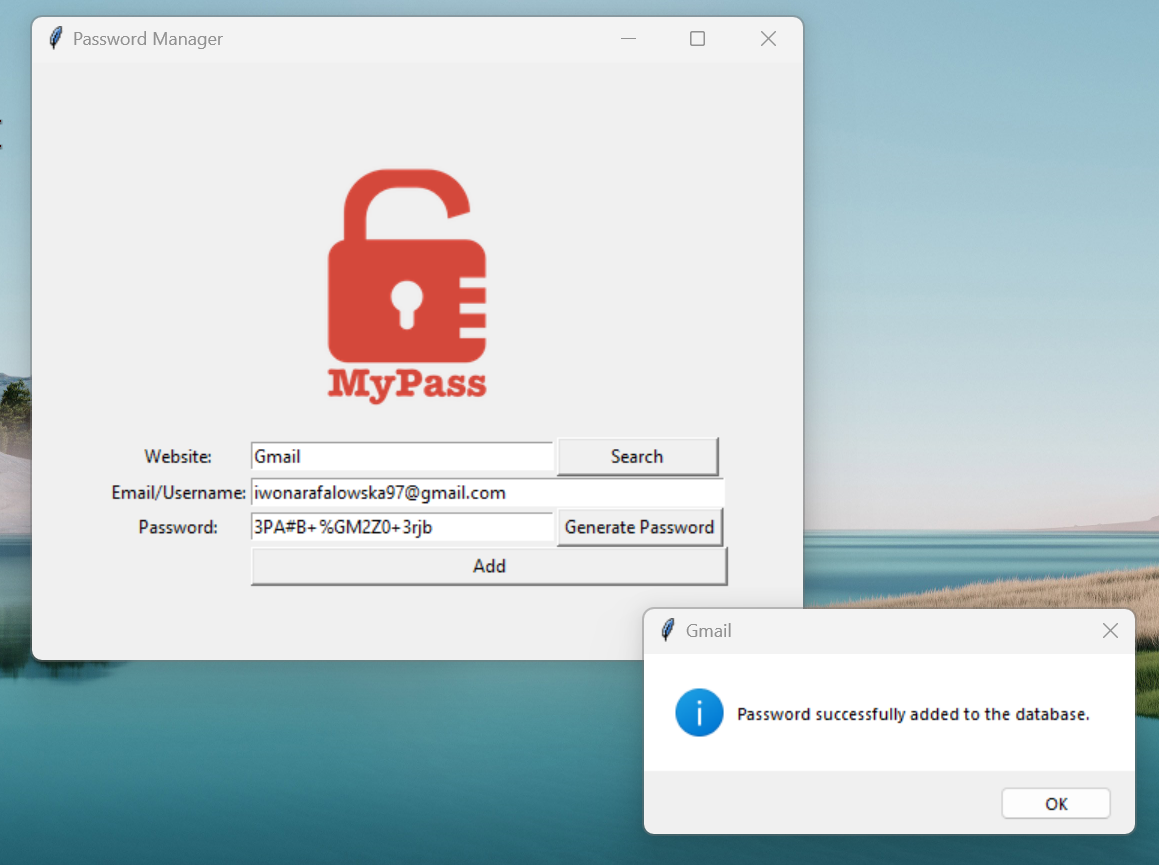 Password Manager
MyPass
Website: Gmail Search
Email/Username: iwonarafalowska97@gmail.com
Password: 3PA#B+%GM2Z0+3rjb Generate Password
Add
Gmail
i
Password successfully added to the database.
OK